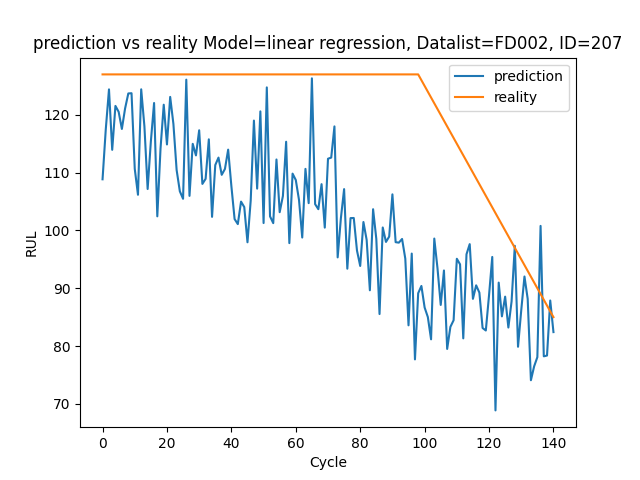 prediction vs reality Model=linear regression, Datalist=FD002, ID=207
prediction
reality
RUL
120
110
100
90
80
70
0 20 40 60 80 100 120 140
Cycle